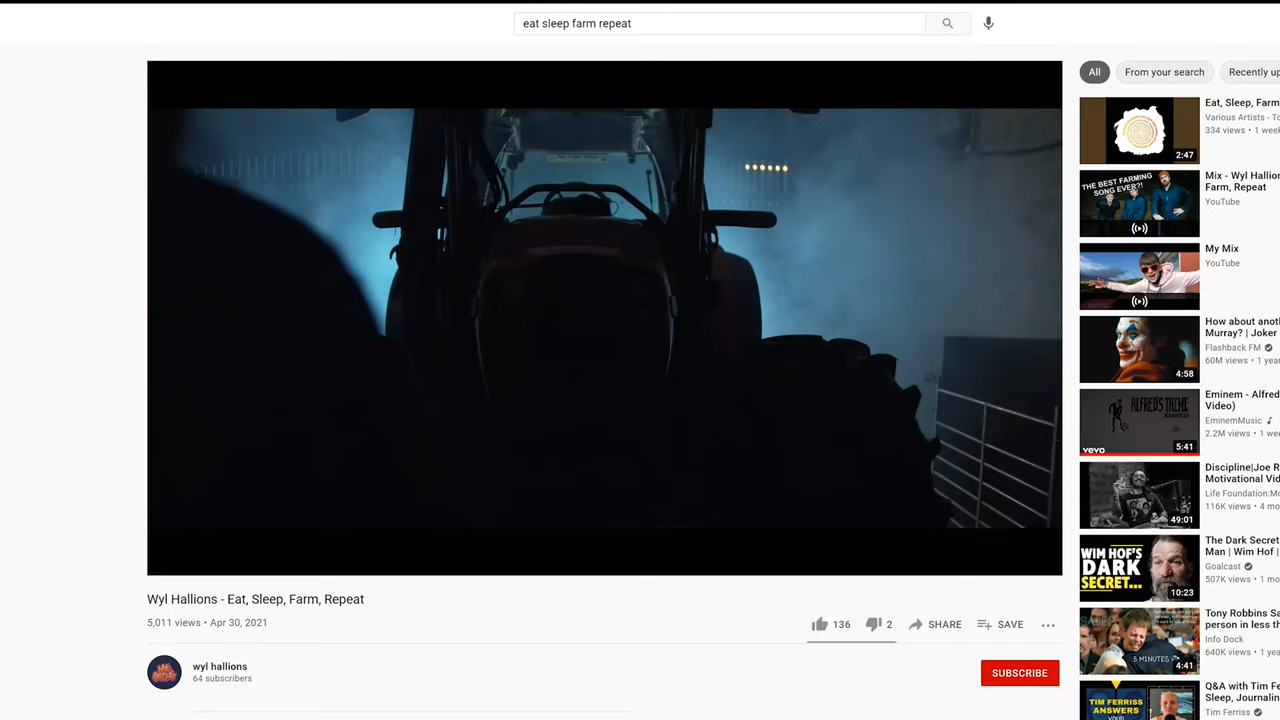 eat sleep farm repeat
All
From your search
Recently up
Eat, Sleep, Farm
Various Artists - To
334 views • 1 week
2:47
THE BEST FARMING
SONG EVER?!
Mix - Wyl Hallion
Farm, Repeat
YouTube
My Mix
YouTube
vevo
How about anoth
Murray? | Joker
Flashback FM
60M views • 1 year
4:58
ALFRED'S THEME
vevo
5:41
Eminem - Alfred
Video)
EminemMusic
2.2M views • 1 wee
Discipline|Joe R
Motivational Vid
Life Foundation:Mo
116K views • 4 mo
49:01
WIM HOF'S
DARK
SECRET...
10:23
The Dark Secret
Man | Wim Hof |
Goalcast
507K views • 1 mo
5 MINUTES
4:41
Tony Robbins Sa
person in less th
Info Dock
640K views • 1 yea
TIM FERRISS
ANSWERS
YOUR
Q&A with Tim Fe
Sleep, Journalin
Tim Ferriss
Wyl Hallions - Eat, Sleep, Farm, Repeat
5,011 views • Apr 30, 2021
136
2
SHARE
SAVE
wyl hallions
64 subscribers
SUBSCRIBE